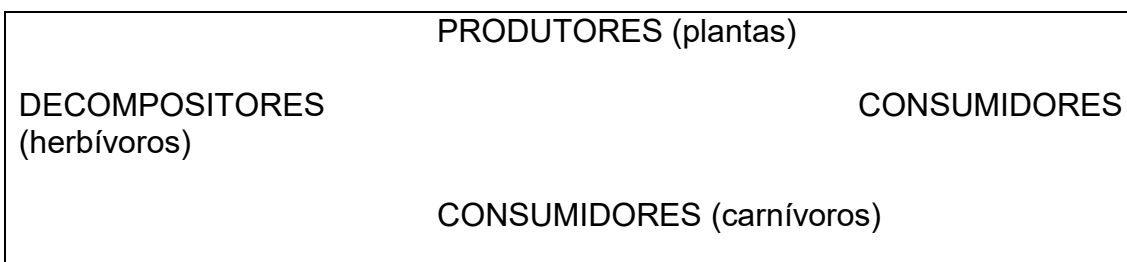 PRODUTORES (plantas)
DECOMPOSITORES CONSUMIDORES
(herbívoros)
CONSUMIDORES (carnívoros)